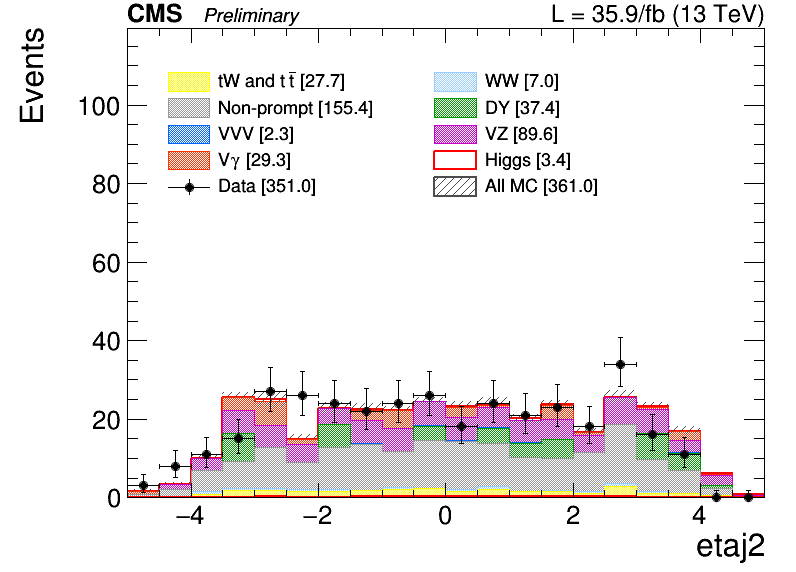 CMS Preliminary L = 35.9/fb (13 TeV)
Events
tW and t t̅ [27.7]
WW [7.0]
Non-prompt [155.4]
DY [37.4]
VVV [2.3]
VZ [89.6]
Vγ [29.3]
Higgs [3.4]
Data [351.0]
All MC [361.0]
100
80
60
40
20
0
−4 −2 0 2 4
etaj2